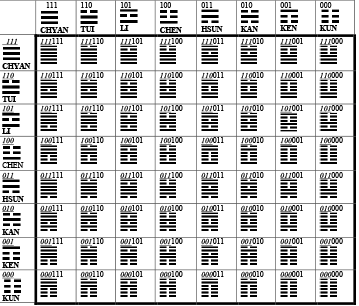 111 110 101 100 011 010 001 000
CHYAN TUI LI CHEN HSUN KAN KEN KUN
111
CHYAN
111111 111110 111101 111100 111011 111010 111001 111000
110
TUI
110111 110110 110101 110100 110011 110010 110001 110000
101
LI
101111 101110 101101 101100 101011 101010 101001 101000
100
CHEN
100111 100110 100101 100100 100011 100010 100001 100000
011
HSUN
011111 011110 011101 011100 011011 011010 011001 011000
010
KAN
010111 010110 010101 010100 010011 010010 010001 010000
001
KEN
001111 001110 001101 001100 001011 001010 001001 001000
000
KUN
000111 000110 000101 000100 000011 000010 000001 000000